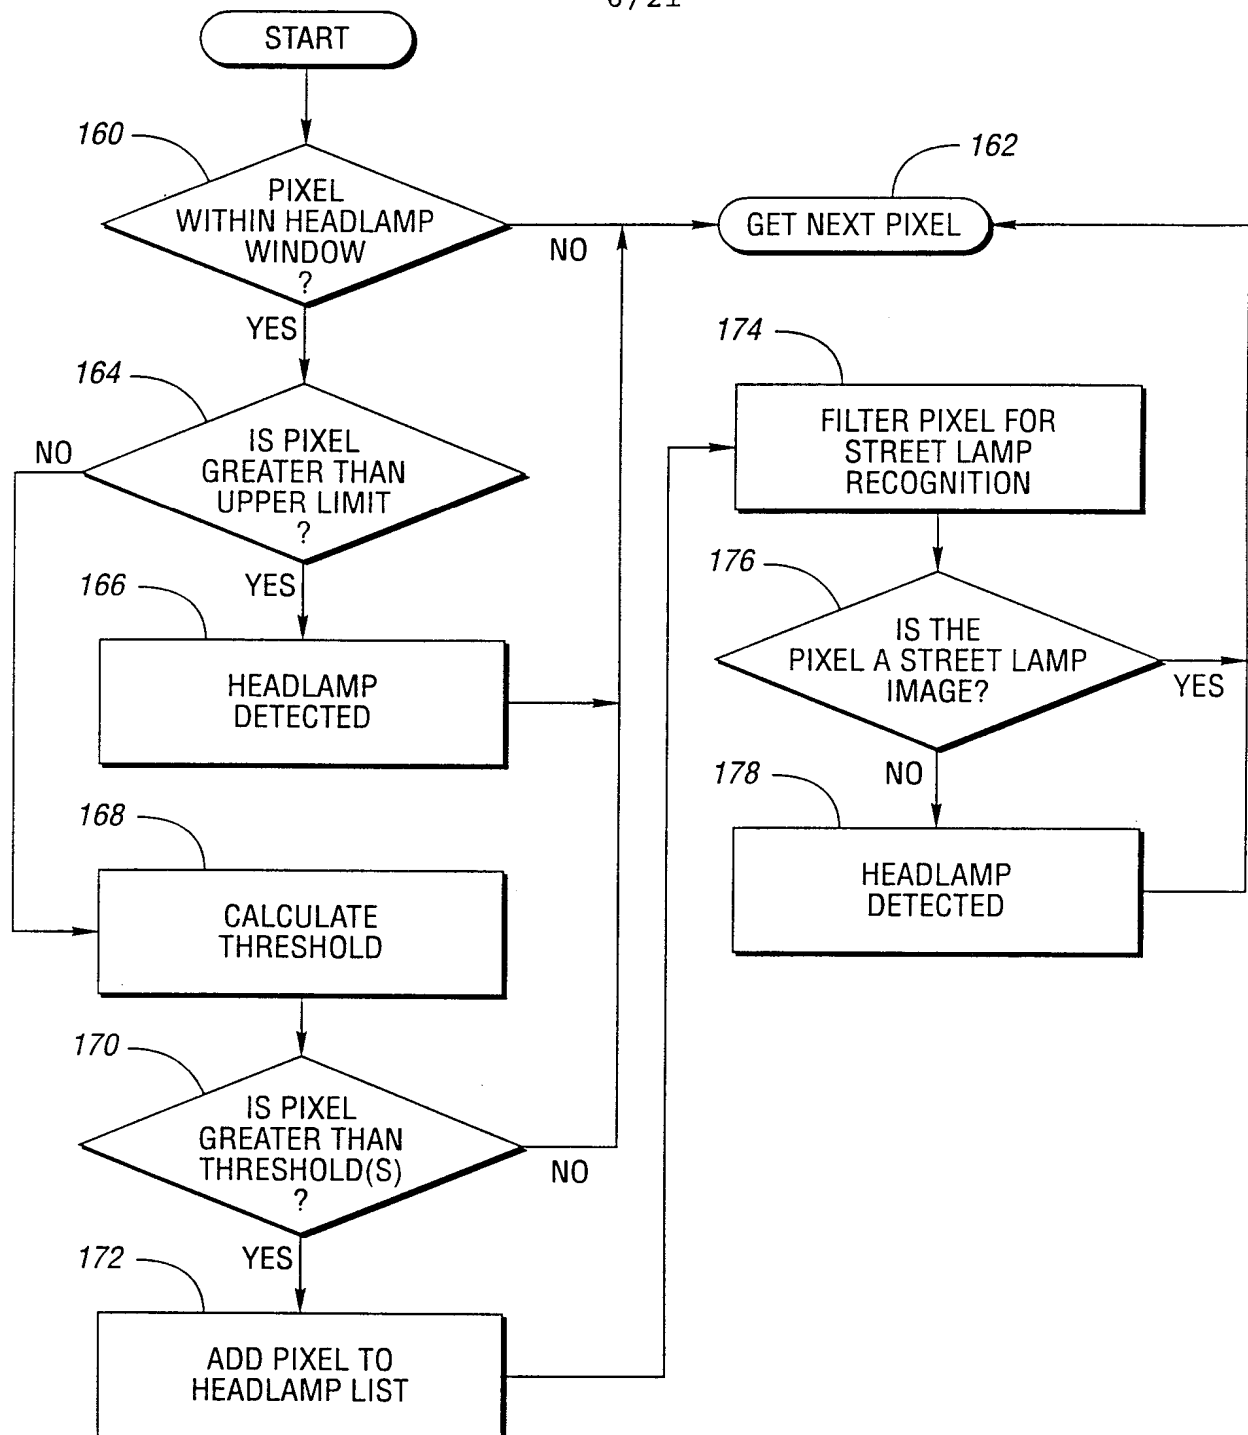 6/21
START
160
PIXEL
WITHIN HEADLAMP
WINDOW
?
NO
162
GET NEXT PIXEL
YES
164
IS PIXEL
GREATER THAN
UPPER LIMIT
?
NO
YES
166
HEADLAMP
DETECTED
168
CALCULATE
THRESHOLD
170
IS PIXEL
GREATER THAN
THRESHOLD(S)
?
NO
YES
172
ADD PIXEL TO
HEADLAMP LIST
174
FILTER PIXEL FOR
STREET LAMP
RECOGNITION
176
IS THE
PIXEL A STREET LAMP
IMAGE?
YES
NO
178
HEADLAMP
DETECTED